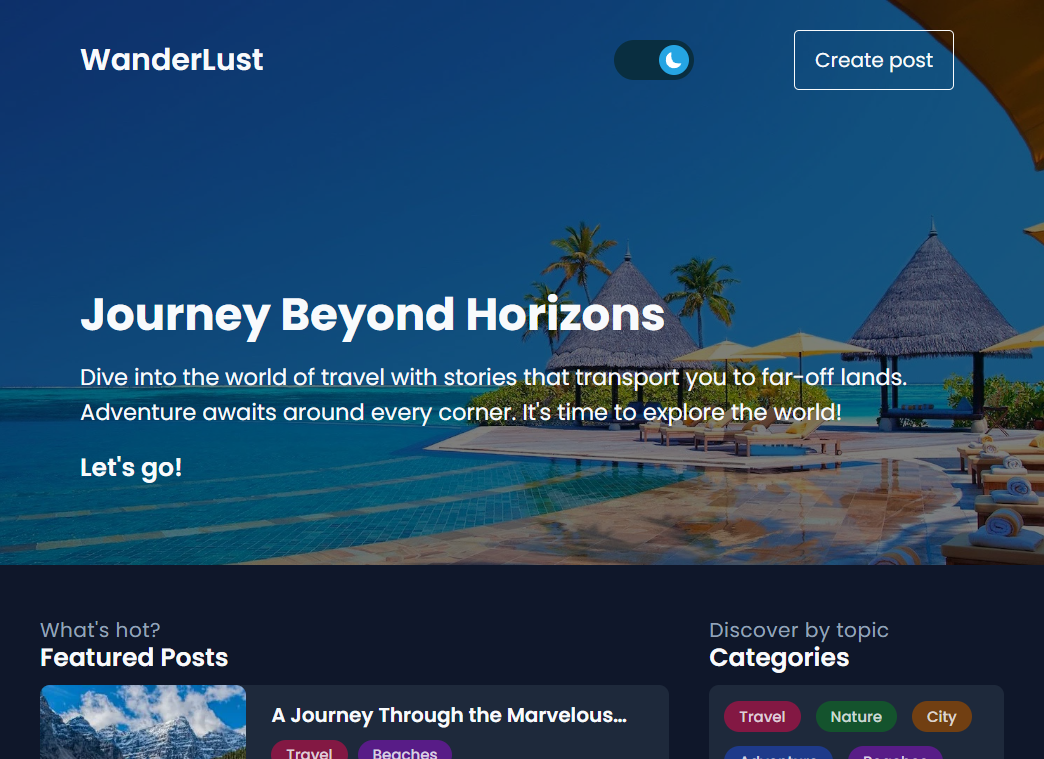 WanderLust
Create post
Journey Beyond Horizons
Dive into the world of travel with stories that transport you to far-off lands.
Adventure awaits around every corner. It's time to explore the world!
Let's go!
What's hot?
Featured Posts
A Journey Through the Marvelous...
Travel Beaches
Discover by topic
Categories
Travel Nature City
Adventure Beaches